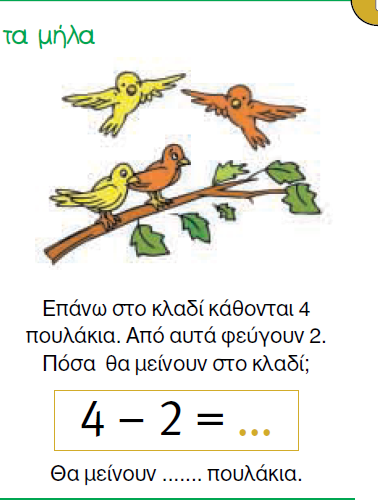 τα μήλα
Επάνω στο κλαδί κάθονται 4
πουλάκια. Από αυτά φεύγουν 2.
Πόσα θα μείνουν στο κλαδί;
4 – 2 = ...
Θα μείνουν ....... πουλάκια.